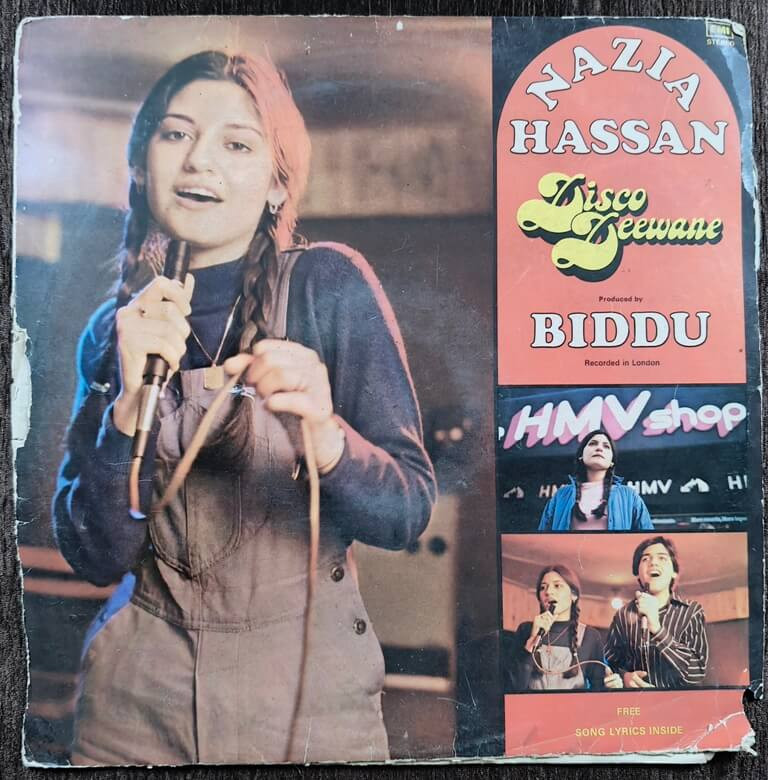 EMI
STEREO
NAZIA
HASSAN
Disco
Deewane
Produced by
BIDDU
Recorded in London
HMV shop
HMV
FREE
SONG LYRICS INSIDE